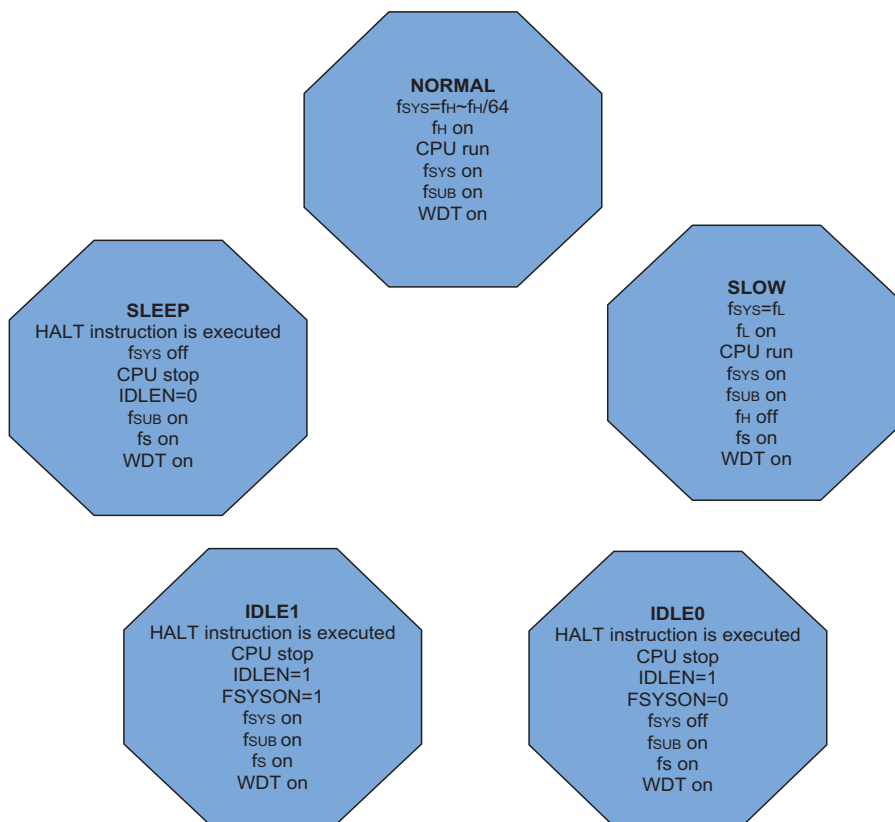 NORMAL
fSYS=fH~fH/64
fH on
CPU run
fSYS on
fSUB on
WDT on
SLEEP
HALT instruction is executed
fSYS off
CPU stop
IDLEN=0
fSUB on
fs on
WDT on
SLOW
fSYS=fL
fL on
CPU run
fSYS on
fSUB on
fH off
fs on
WDT on
IDLE1
HALT instruction is executed
CPU stop
IDLEN=1
FSYSON=1
fSYS on
fSUB on
fS on
WDT on
IDLE0
HALT instruction is executed
CPU stop
IDLEN=1
FSYSON=0
fSYS off
fSUB on
fs on
WDT on